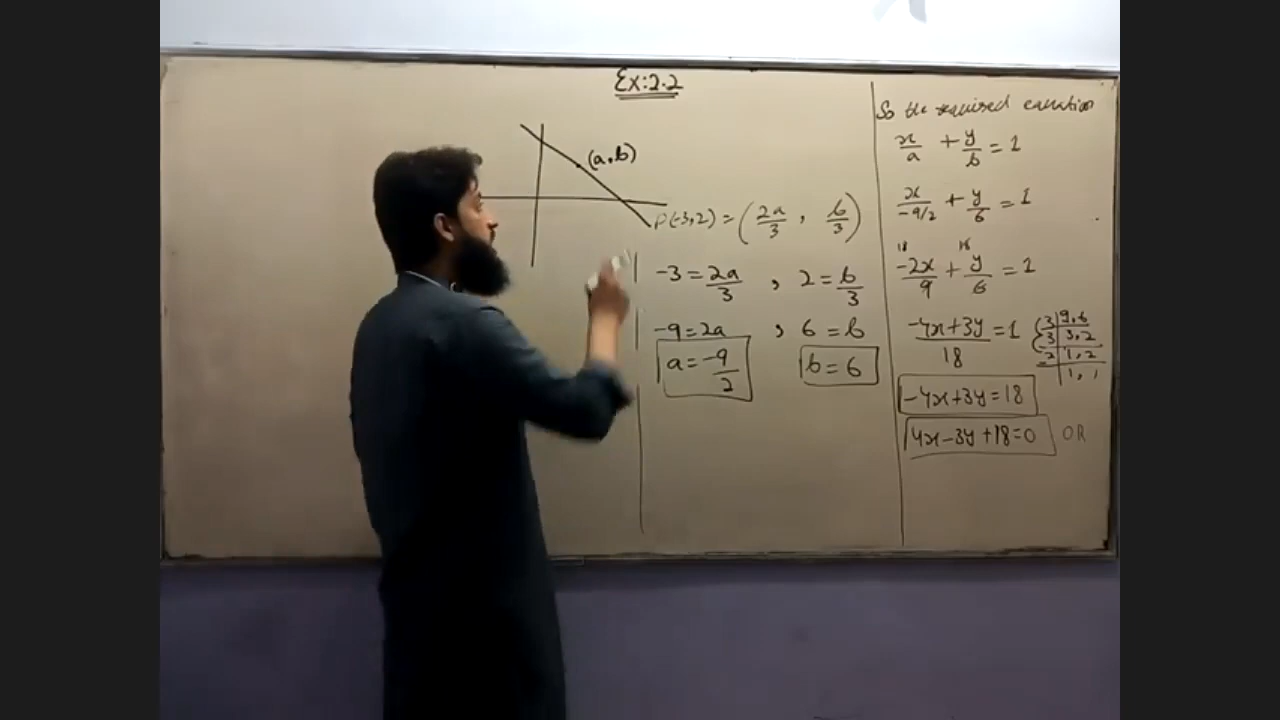 Ex:2.2
(a,b)
P(-3,2) = (2a/3 , b/3)
-3 = 2a/3 , 2 = b/3
-9=2a , 6=b
a = -9/2 b=6
So the required equation
x/a + y/b = 1
x/-9/2 + y/6 = 1
18 18
-2x/9 + y/6 = 1
-4x+3y/18 = 1
3 9,6
3 3,2
2 1,2
1,1
-4x+3y=18
4x-3y+18=0 OR